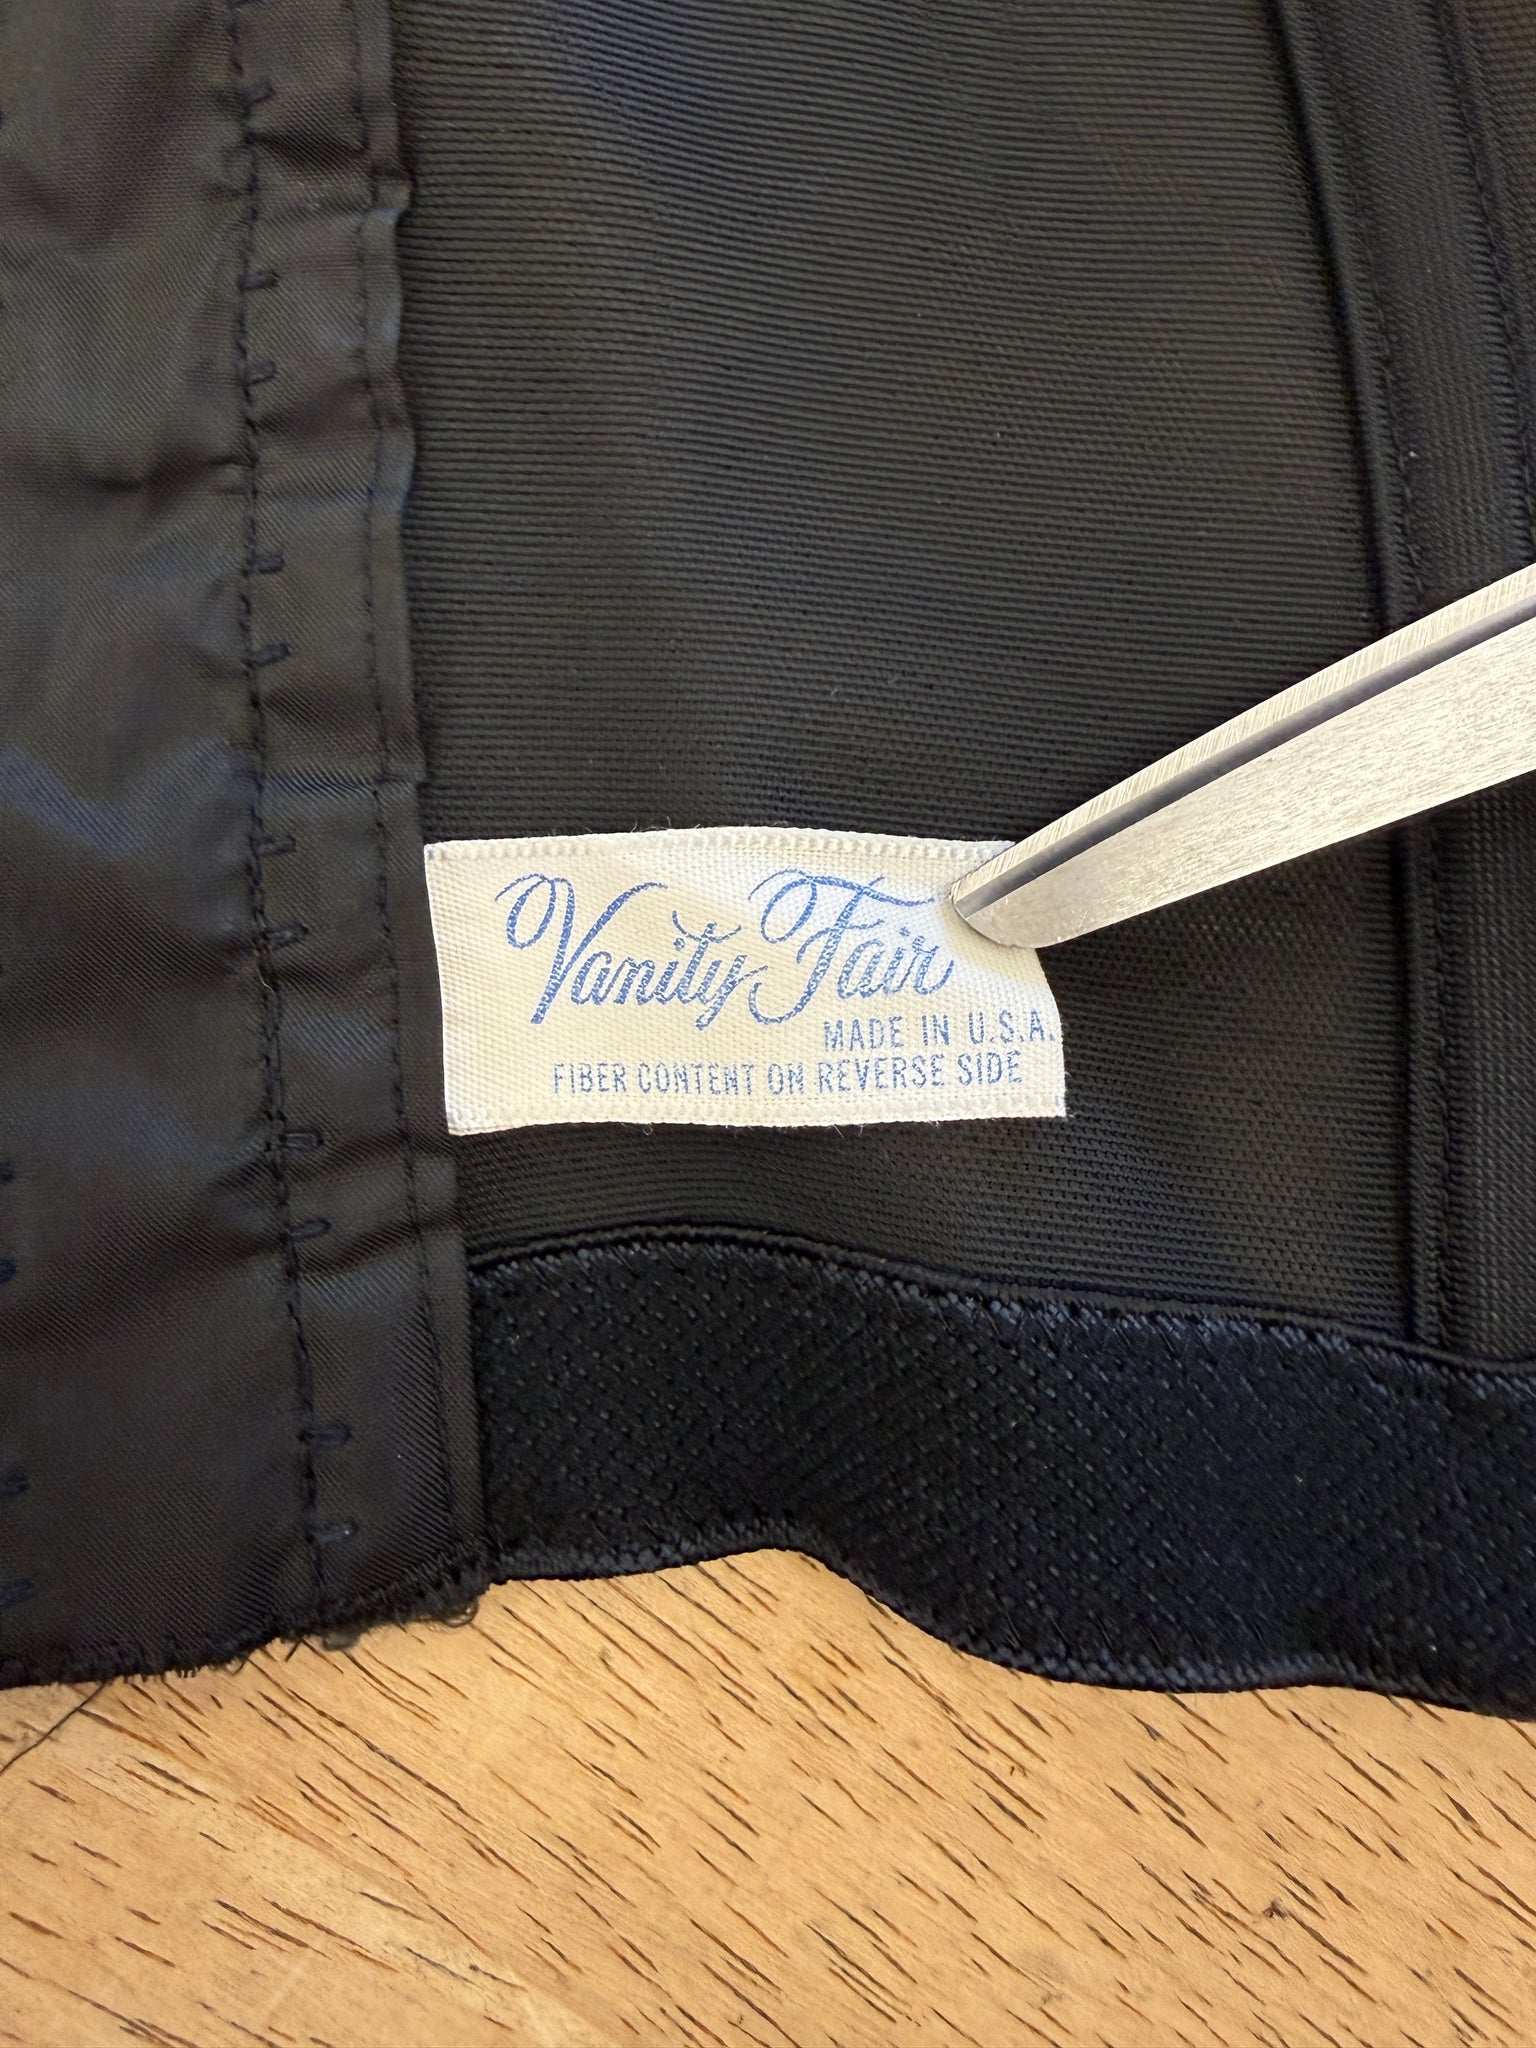 Vanity Fair
MADE IN U.S.A.
FIBER CONTENT ON REVERSE SIDE